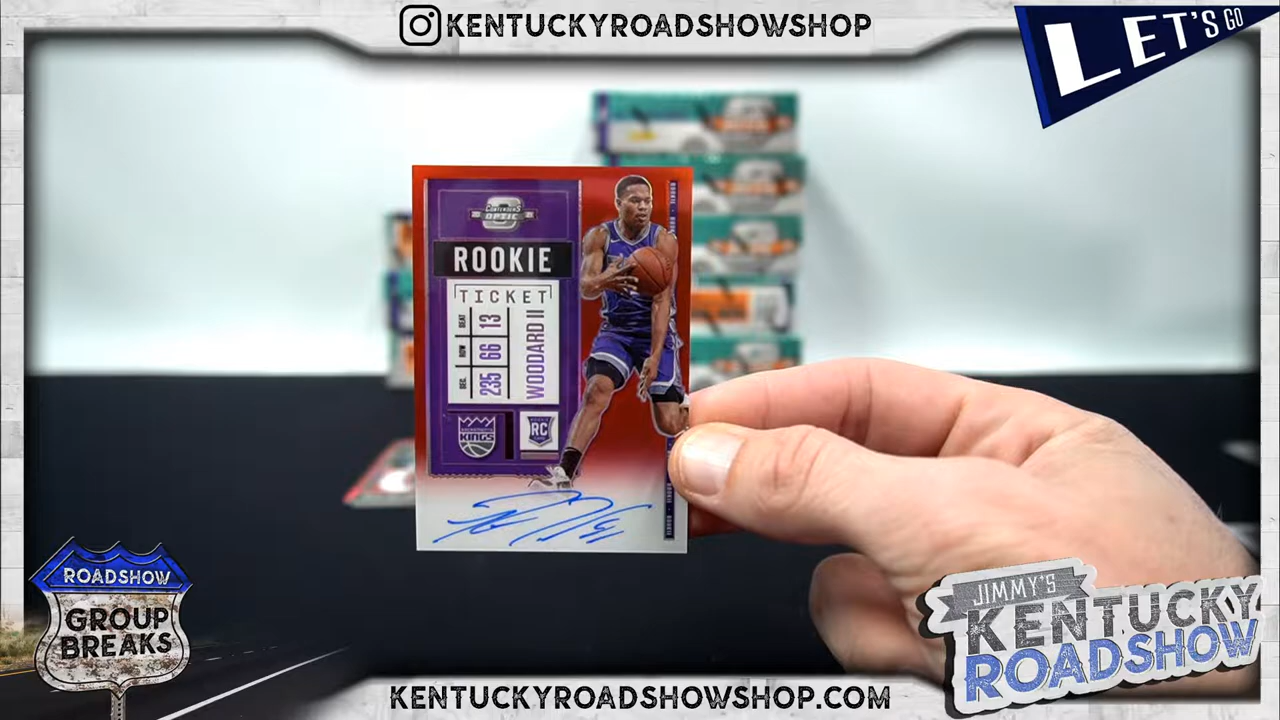 KENTUCKYROADSHOWSHOP
LET'S GO
CONTENDERS
OPTIC
ROOKIE
TICKET
SEAT 13
ROW 66
SEC. 235
WOODARD II
KINGS
RC
ROADSHOW
GROUP
BREAKS
JIMMY'S
KENTUCKY
ROADSHOW
KENTUCKYROADSHOWSHOP.COM